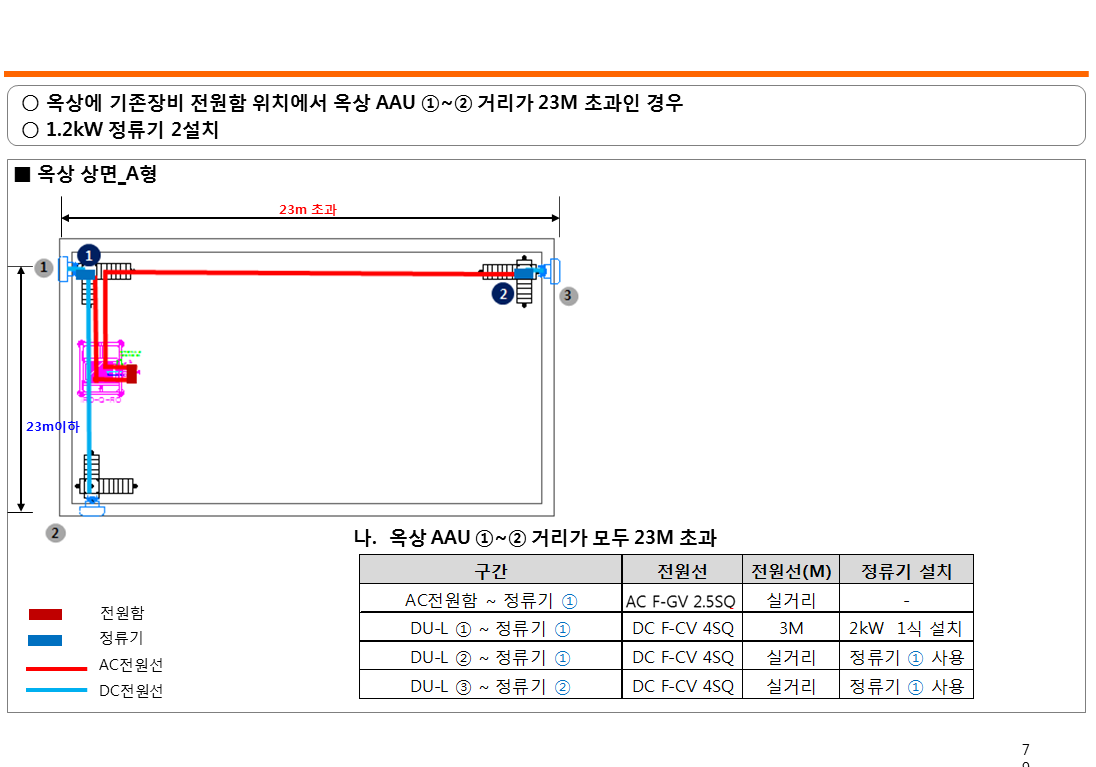 ○ 옥상에 기존장비 전원함 위치에서 옥상 AAU ①~② 거리가 23M 초과인 경우
○ 1.2kW 정류기 2설치
■ 옥상 상면_A형
23m 초과
1
1
2
3
23m이하
2
나. 옥상 AAU ①~② 거리가 모두 23M 초과
구간 전원선 전원선(M) 정류기 설치
AC전원함 ~ 정류기 ① AC F-GV 2.5SQ 실거리 -
DU-L ① ~ 정류기 ① DC F-CV 4SQ 3M 2kW 1식 설치
DU-L ② ~ 정류기 ① DC F-CV 4SQ 실거리 정류기 ① 사용
DU-L ③ ~ 정류기 ② DC F-CV 4SQ 실거리 정류기 ① 사용
전원함
정류기
AC전원선
DC전원선
7